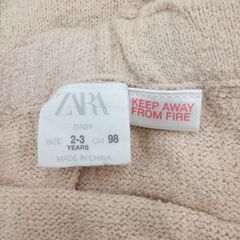 ZARA
BABY
SIZE 2-3 YEARS CM 98
MADE IN CHINA
KEEP AWAY
FROM FIRE